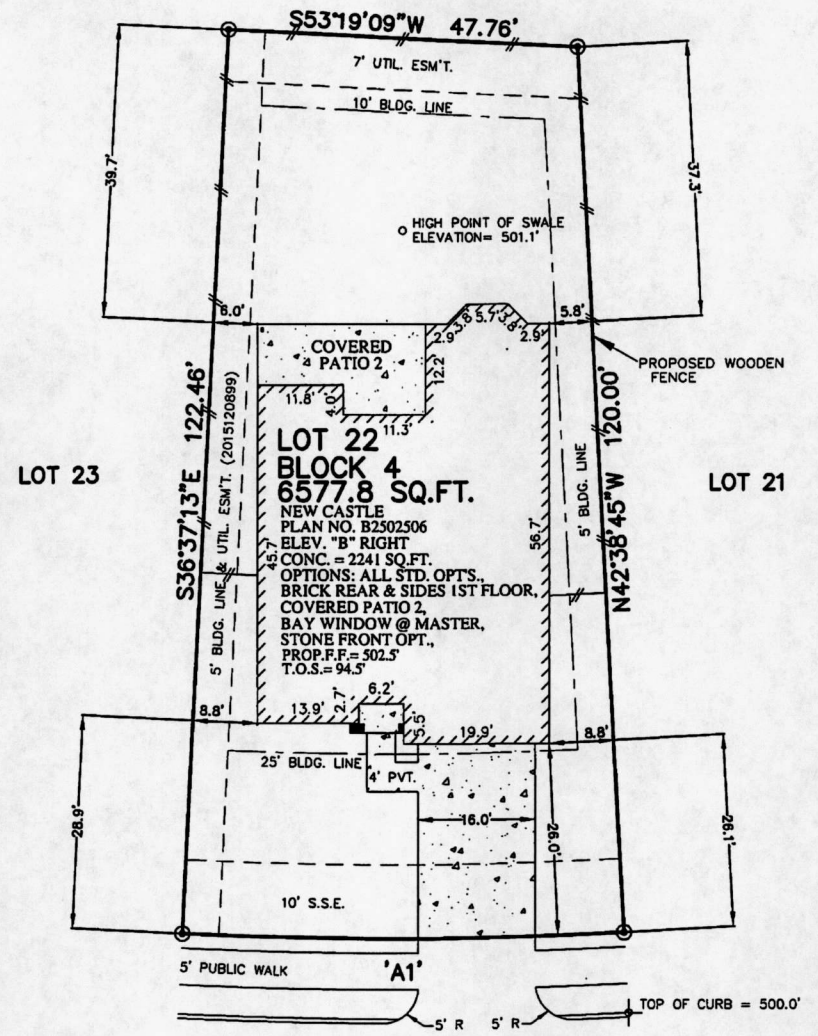 S53°19'09"W 47.76'
7' UTIL. ESM'T.
10' BLDG. LINE
39.7'
37.3'
HIGH POINT OF SWALE
ELEVATION= 501.1'
6.0'
5.8'
2.9'
3.8'
5.7'
3.8'
2.9'
COVERED
PATIO 2
12.2'
PROPOSED WOODEN
FENCE
11.8'
4.0'
11.3'
S36°37'13"E 122.46'
5' BLDG. LINE & UTIL. ESM'T. (2015120899)
LOT 23
LOT 22
BLOCK 4
6577.8 SQ.FT.
NEW CASTLE
PLAN NO. B2502506
ELEV. "B" RIGHT
CONC. = 2241 SQ.FT.
OPTIONS: ALL STD. OPT'S.,
BRICK REAR & SIDES 1ST FLOOR,
COVERED PATIO 2,
BAY WINDOW @ MASTER,
STONE FRONT OPT.,
PROP.F.F.= 502.5'
T.O.S.= 94.5'
45.7'
56.7'
5' BLDG. LINE
N42°38'45"W 120.00'
LOT 21
8.8'
13.9'
2.7'
6.2'
5.5'
19.9'
8.8'
25' BLDG. LINE
4' PVT.
28.9'
16.0'
26.0'
26.1'
10' S.S.E.
5' PUBLIC WALK
'A1'
5' R
5' R
TOP OF CURB = 500.0'